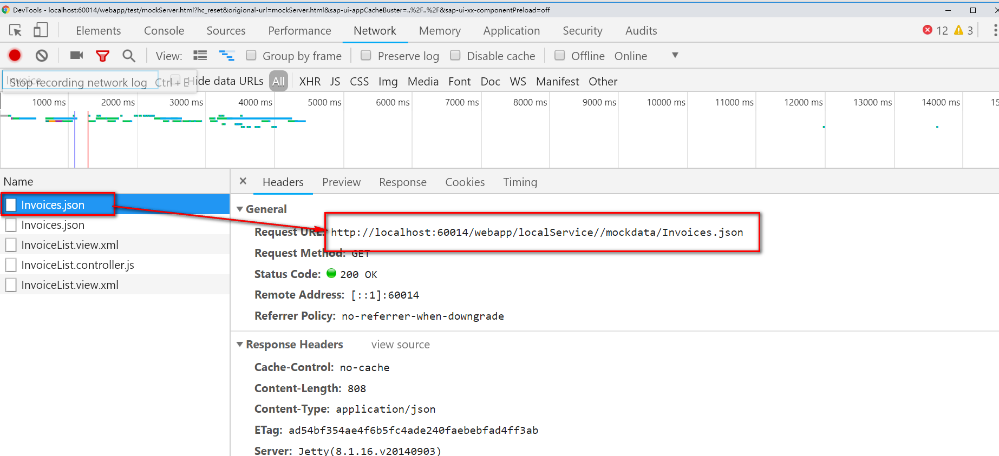 DevTools - localhost:60014/webapp/test/mockServer.html?hc_reset&origional-url=mockServer.html&sap-ui-appCacheBuster=..%2F..%2F&sap-ui-xx-componentPreload=off
Elements Console Sources Performance Network Memory Application Security Audits 12 3
View: Group by frame Preserve log Disable cache Offline Online
Invoice
Stop recording network log Ctrl + E Hide data URLs All XHR JS CSS Img Media Font Doc WS Manifest Other
1000 ms 2000 ms 3000 ms 4000 ms 5000 ms 6000 ms 7000 ms 8000 ms 9000 ms 10000 ms 11000 ms 12000 ms 13000 ms 14000 ms 15
Name
Invoices.json
Invoices.json
InvoiceList.view.xml
InvoiceList.controller.js
InvoiceList.view.xml
Headers Preview Response Cookies Timing
General
Request URL: http://localhost:60014/webapp/localService//mockdata/Invoices.json
Request Method: GET
Status Code: 200 OK
Remote Address: [::1]:60014
Referrer Policy: no-referrer-when-downgrade
Response Headers view source
Cache-Control: no-cache
Content-Length: 808
Content-Type: application/json
ETag: ad54bf354ae4f6b5fc4ade240faebebfad4ff3ab
Server: Jetty(8.1.16.v20140903)